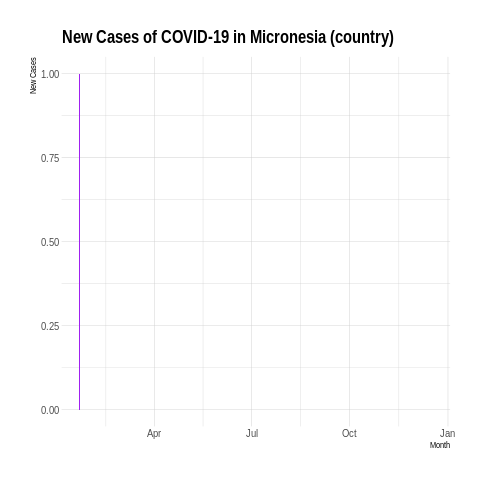 New Cases of COVID-19 in Micronesia (country)
New Cases
1.00
0.75
0.50
0.25
0.00
Apr Jul Oct Jan
Month